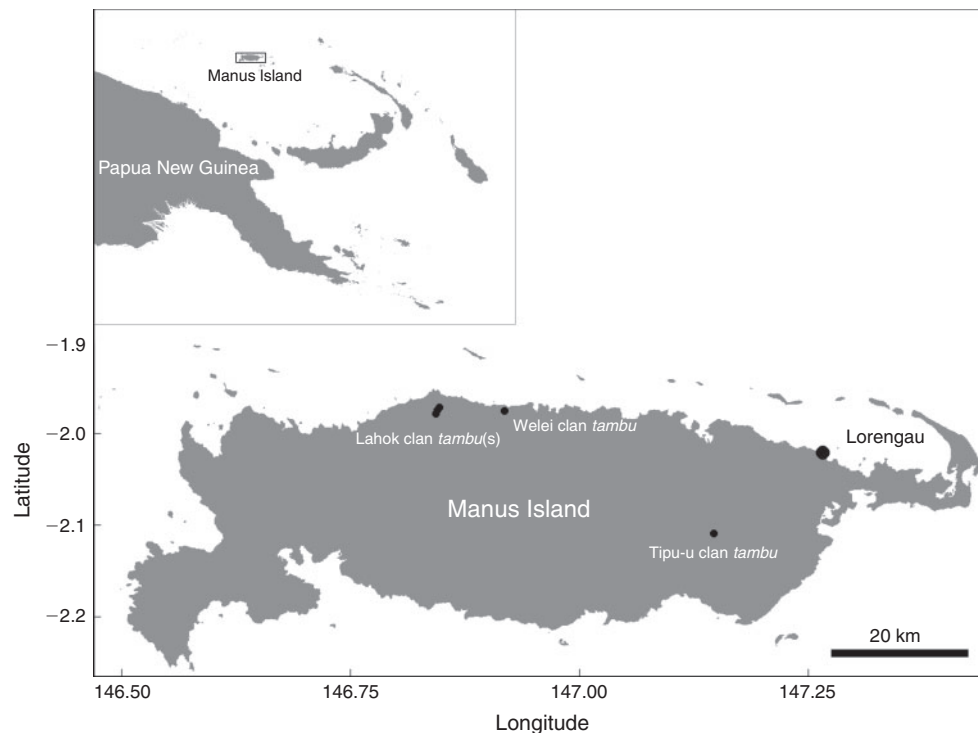 Manus Island
Papua New Guinea
−1.9
−2.0
−2.1
−2.2
Latitude
Lahok clan tambu(s)
Welei clan tambu
Lorengau
Manus Island
Tipu-u clan tambu
20 km
146.50
146.75
147.00
147.25
Longitude